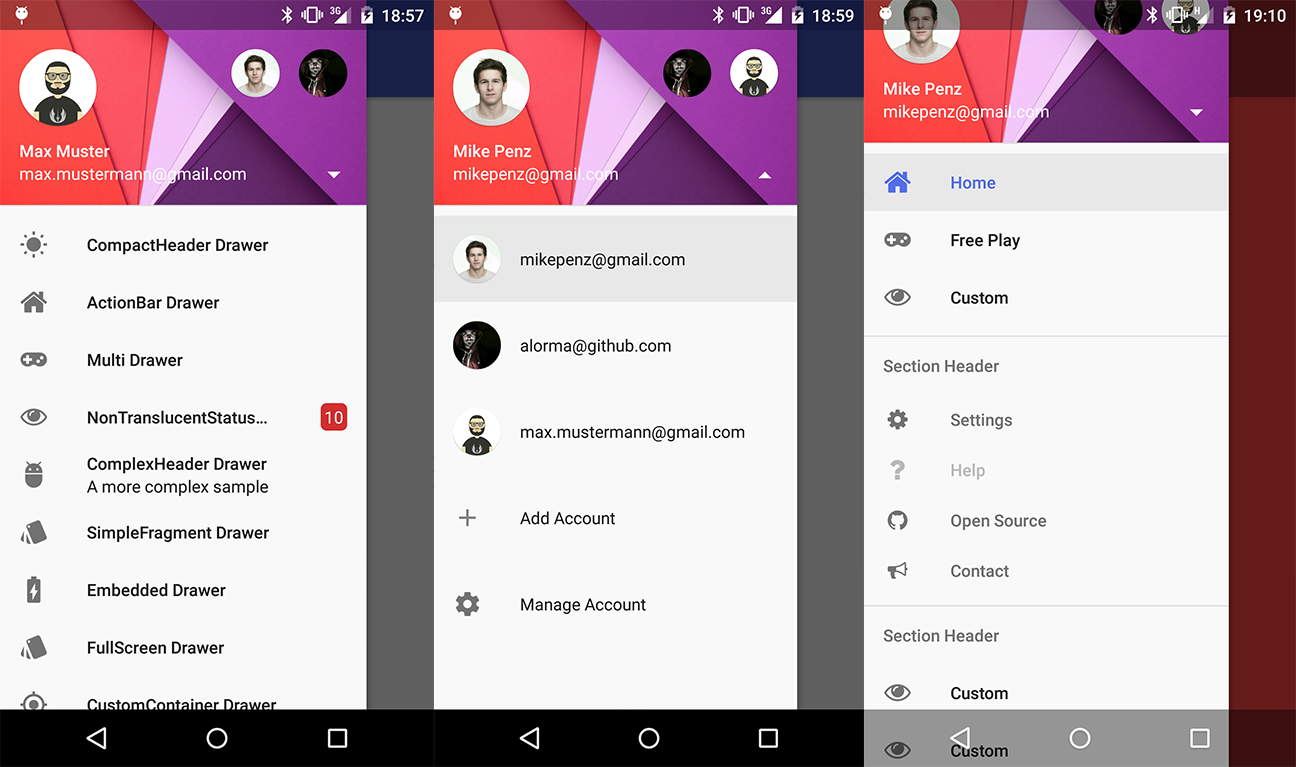 3G 18:57
Max Muster
max.mustermann@gmail.com
CompactHeader Drawer
ActionBar Drawer
Multi Drawer
NonTranslucentStatus...
10
ComplexHeader Drawer
A more complex sample
SimpleFragment Drawer
Embedded Drawer
FullScreen Drawer
CustomContainer Drawer
3G 18:59
Mike Penz
mikepenz@gmail.com
mikepenz@gmail.com
alorma@github.com
max.mustermann@gmail.com
Add Account
Manage Account
H 19:10
Mike Penz
mikepenz@gmail.com
Home
Free Play
Custom
Section Header
Settings
Help
Open Source
Contact
Section Header
Custom
Custom